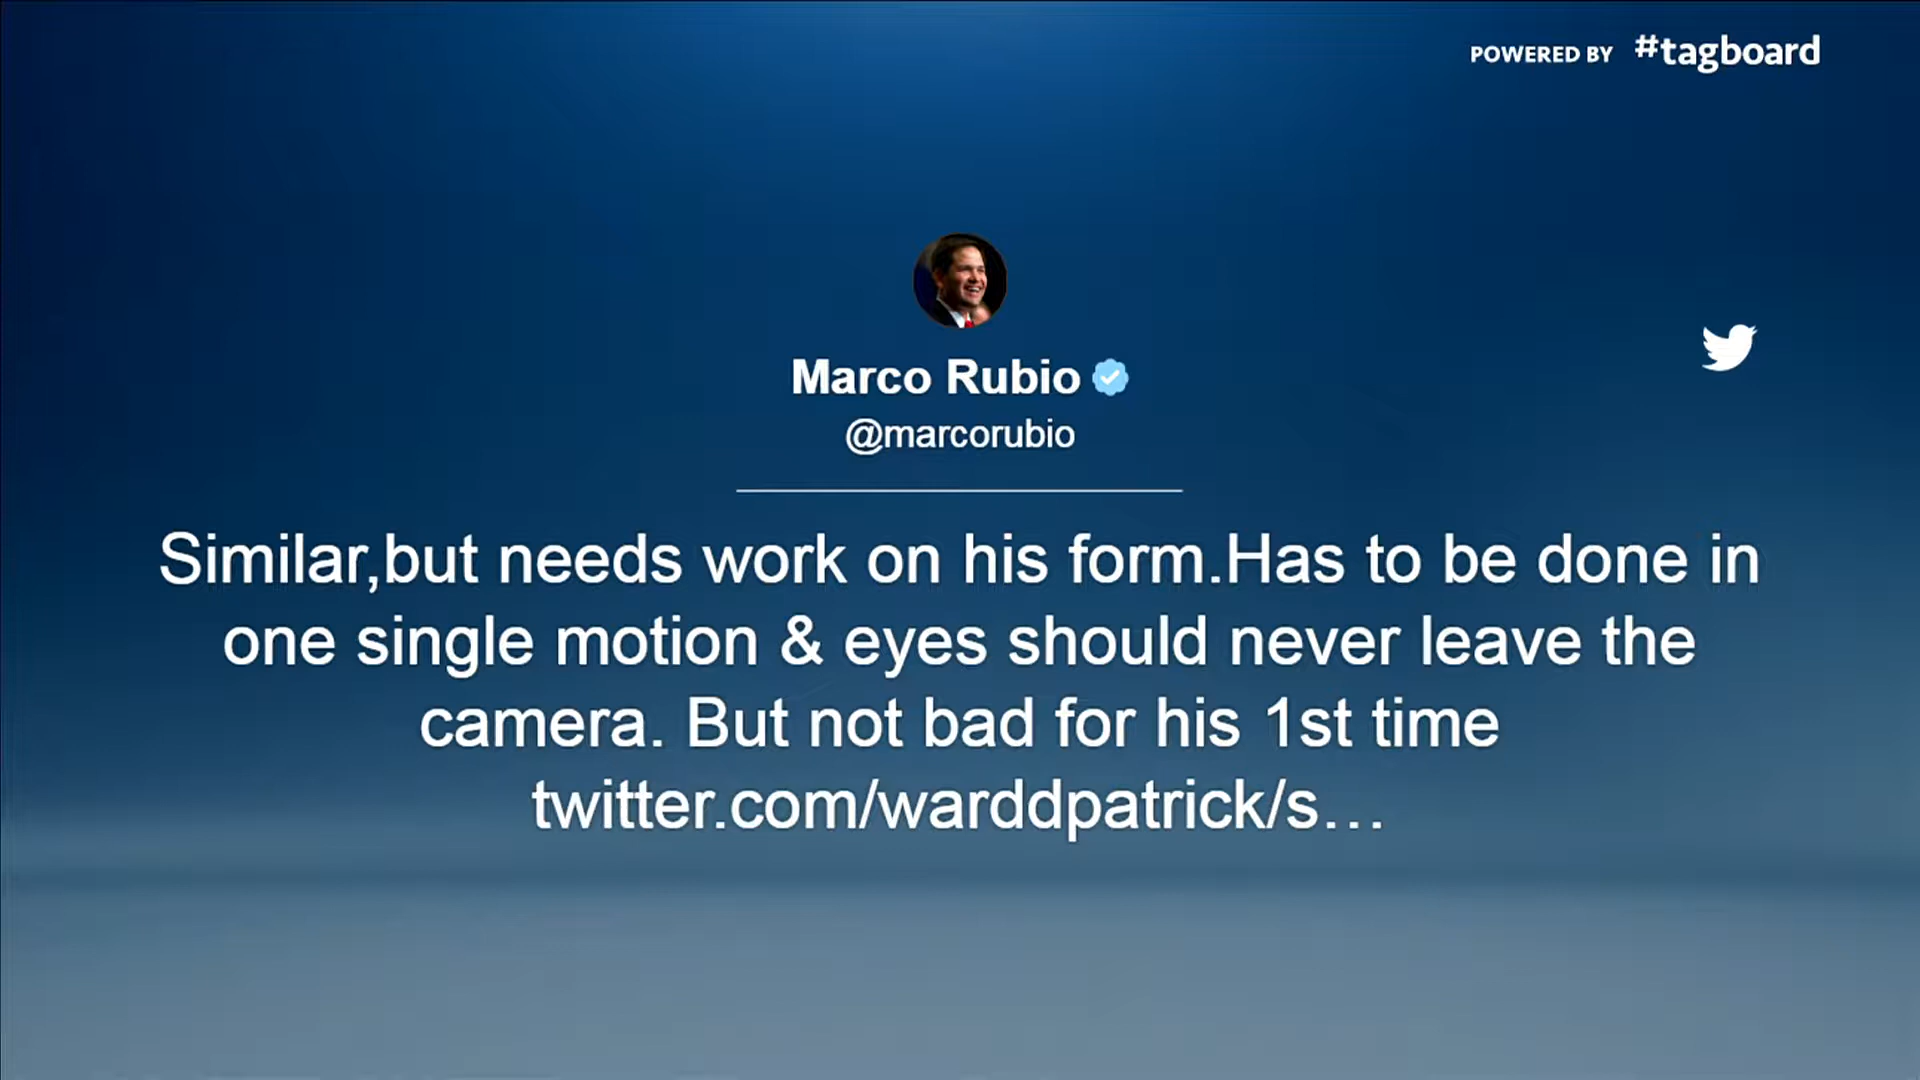 POWERED BY #tagboard
Marco Rubio
@marcorubio
Similar,but needs work on his form.Has to be done in
one single motion & eyes should never leave the
camera. But not bad for his 1st time
twitter.com/warddpatrick/s…